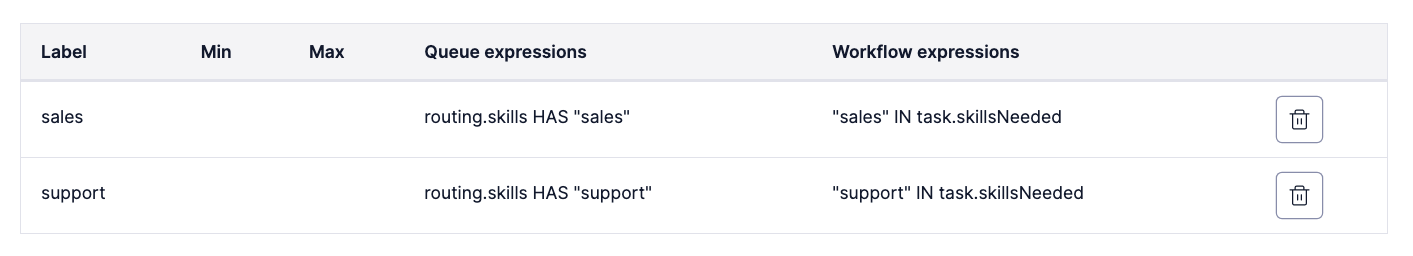 Label Min Max Queue expressions Workflow expressions
sales routing.skills HAS "sales" "sales" IN task.skillsNeeded
support routing.skills HAS "support" "support" IN task.skillsNeeded